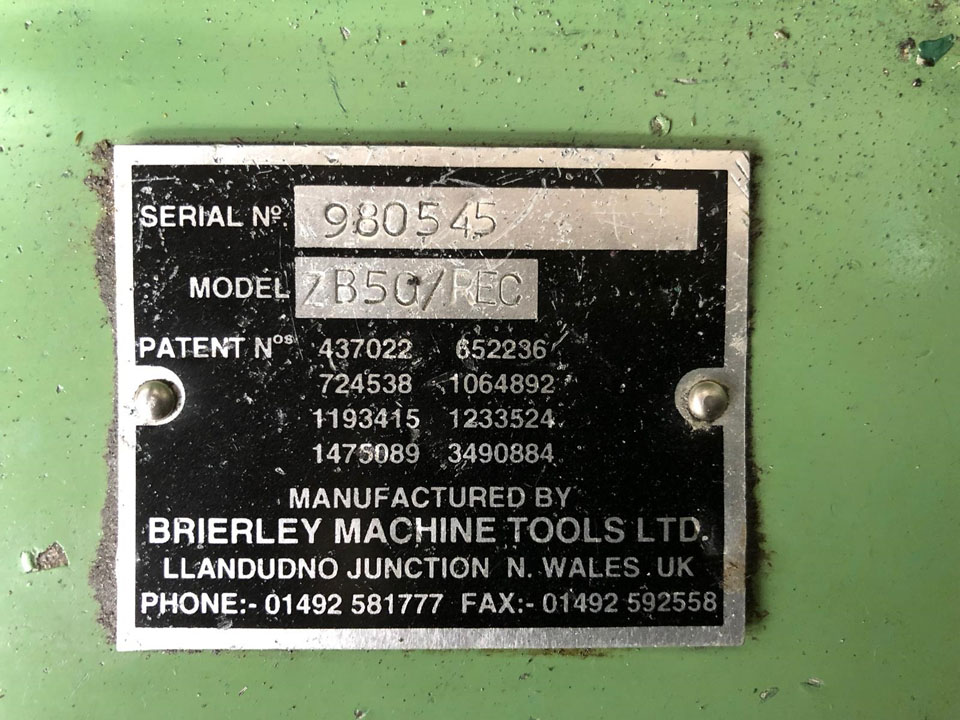 SERIAL Nº. 980545
MODEL ZB50/REC
PATENT Nºˢ 437022 652236
724538 1064892
1193415 1233524
1475089 3490884
MANUFACTURED BY
BRIERLEY MACHINE TOOLS LTD.
LLANDUDNO JUNCTION N. WALES. UK
PHONE:- 01492 581777 FAX:- 01492 592558